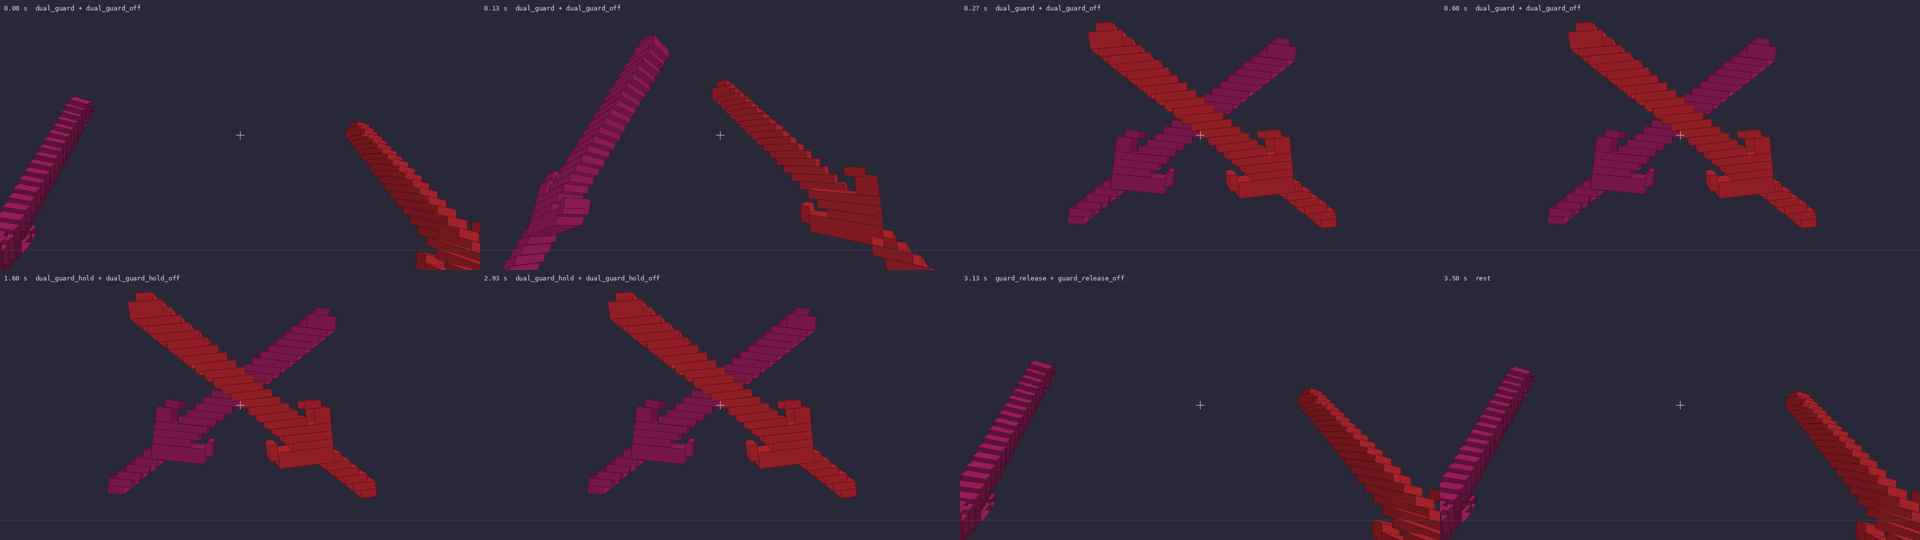 0.00 s  dual_guard + dual_guard_off
0.13 s  dual_guard + dual_guard_off
0.27 s  dual_guard + dual_guard_off
0.60 s  dual_guard + dual_guard_off
1.60 s  dual_guard_hold + dual_guard_hold_off
2.93 s  dual_guard_hold + dual_guard_hold_off
3.13 s  guard_release + guard_release_off
3.50 s  rest